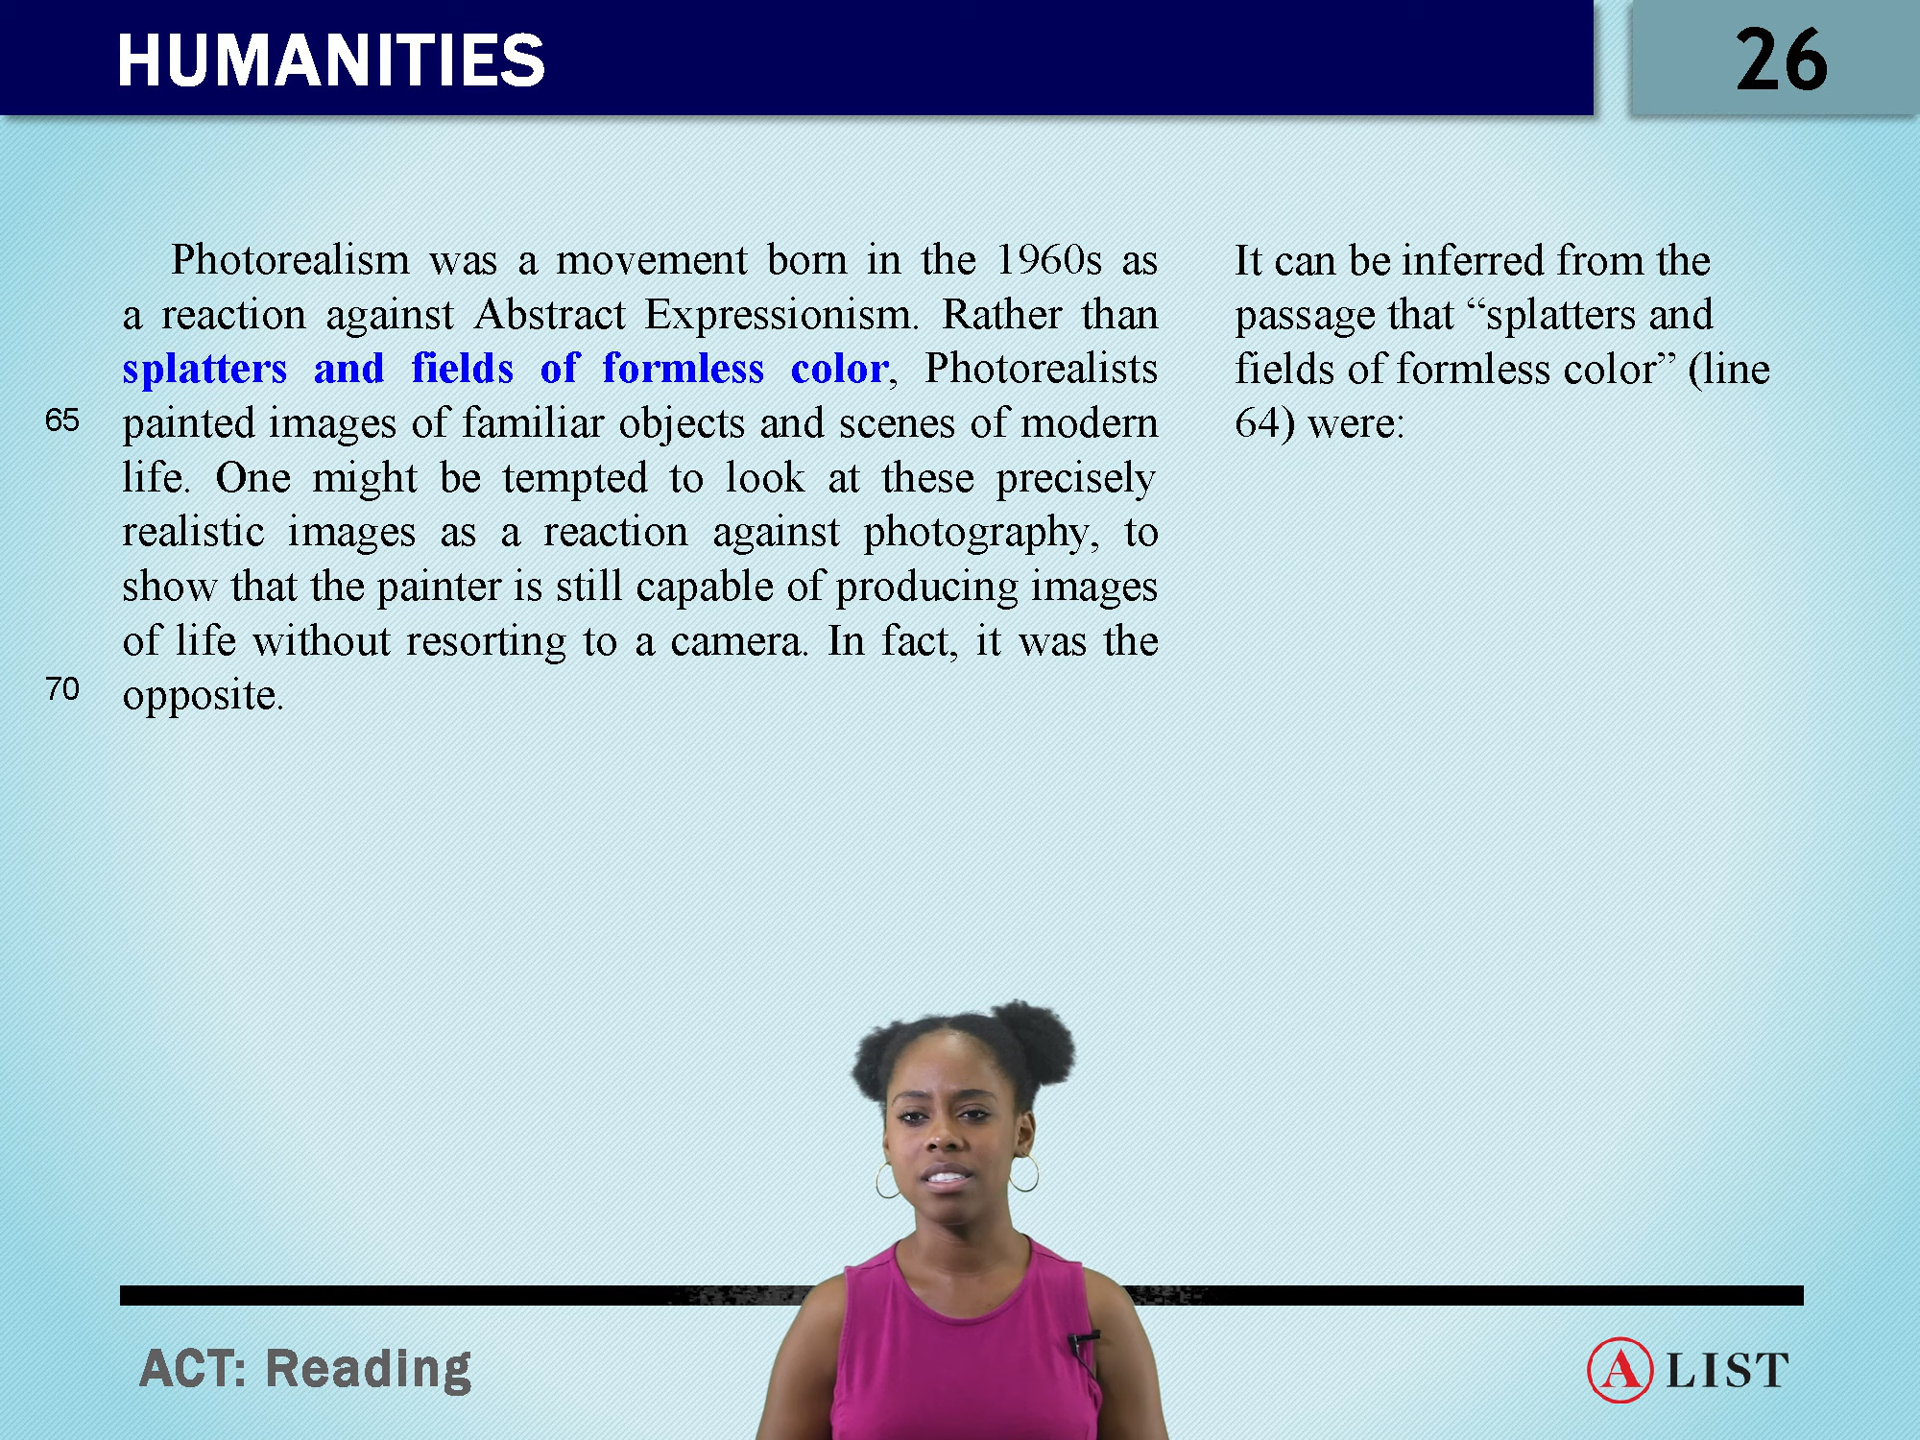 HUMANITIES
26
Photorealism was a movement born in the 1960s as
a reaction against Abstract Expressionism. Rather than
splatters and fields of formless color, Photorealists
65 painted images of familiar objects and scenes of modern
life. One might be tempted to look at these precisely
realistic images as a reaction against photography, to
show that the painter is still capable of producing images
of life without resorting to a camera. In fact, it was the
70 opposite.
It can be inferred from the
passage that “splatters and
fields of formless color” (line
64) were:
ACT: Reading
A LIST